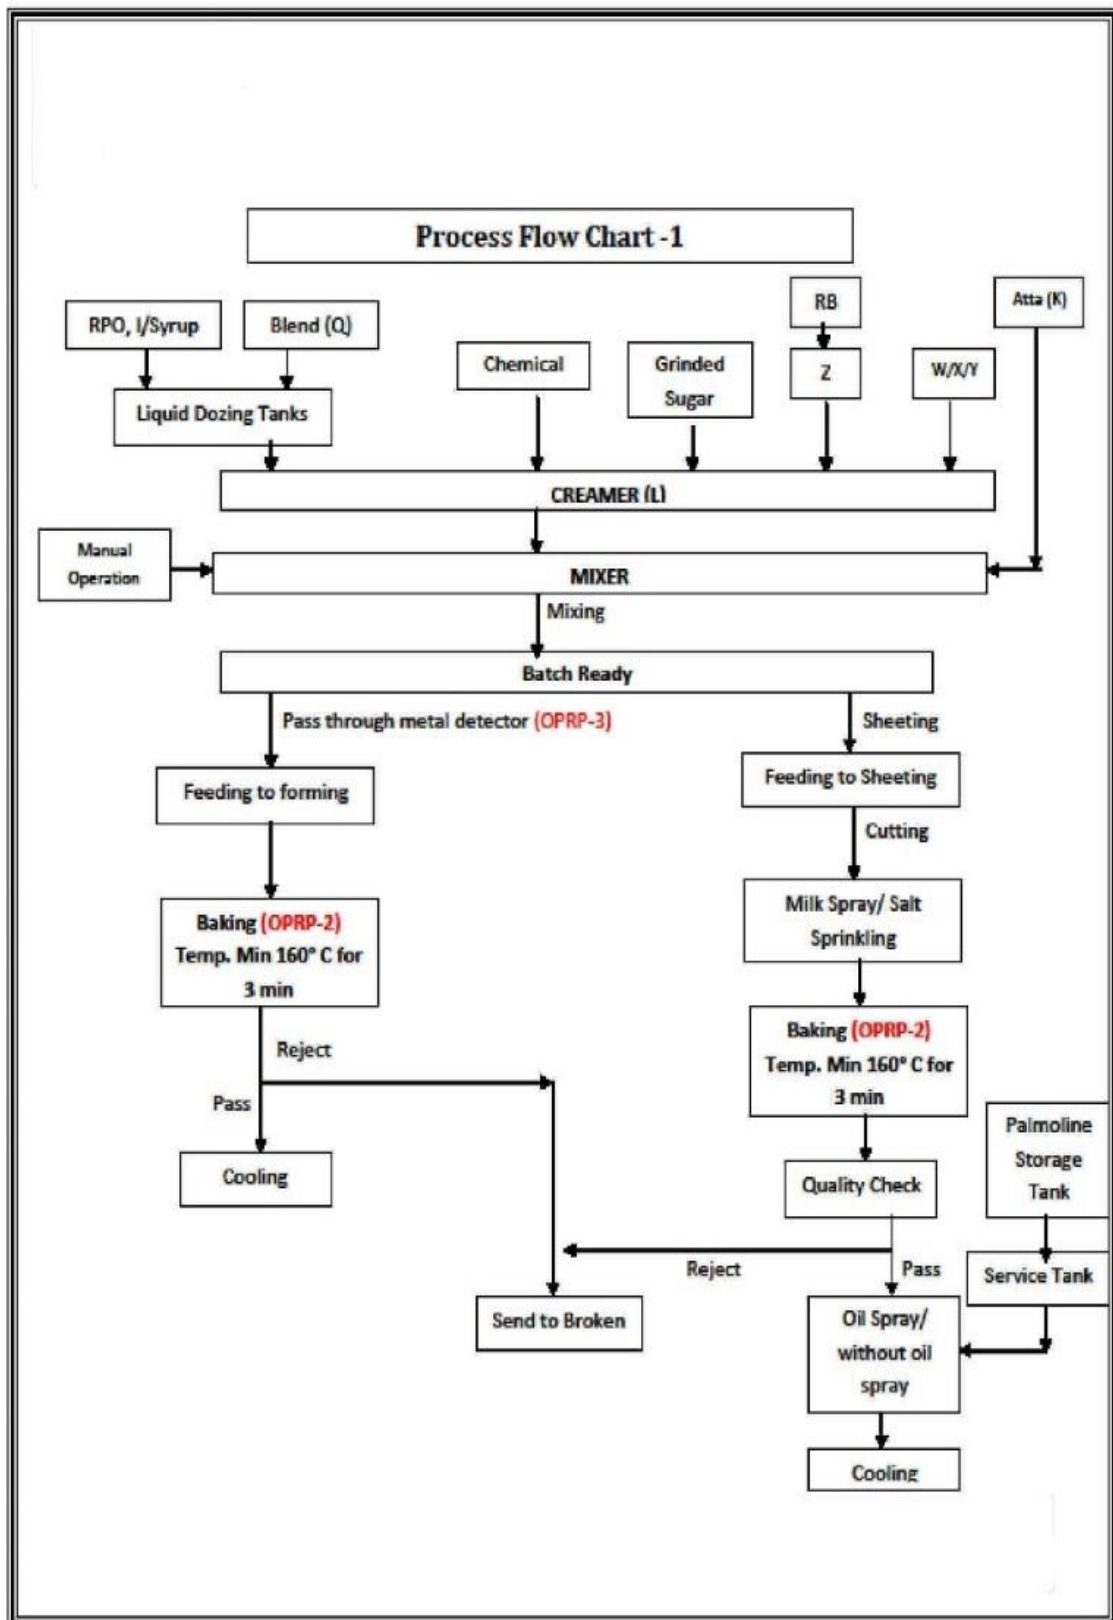 Process Flow Chart -1
RPO, I/Syrup
Blend (Q)
RB
Atta (K)
Chemical
Grinded
Sugar
Z
W/X/Y
Liquid Dozing Tanks
CREAMER (L)
Manual
Operation
MIXER
Mixing
Batch Ready
Pass through metal detector (OPRP-3)
Sheeting
Feeding to forming
Feeding to Sheeting
Cutting
Baking (OPRP-2)
Temp. Min 160° C for
3 min
Milk Spray/ Salt
Sprinkling
Reject
Pass
Cooling
Baking (OPRP-2)
Temp. Min 160° C for
3 min
Palmoline
Storage
Tank
Quality Check
Reject
Pass
Service Tank
Send to Broken
Oil Spray/
without oil
spray
Cooling